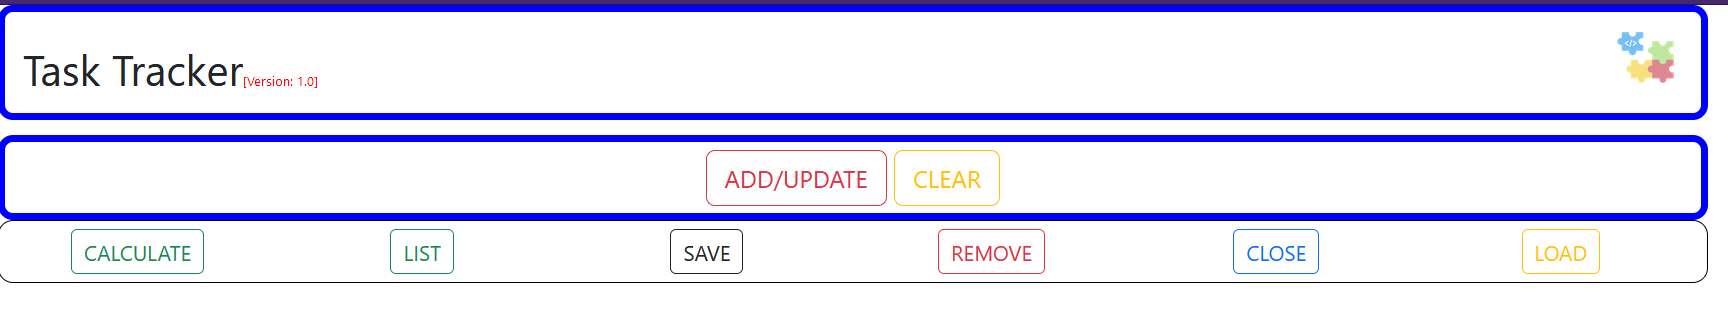 Task Tracker[Version: 1.0]
</>
ADD/UPDATE CLEAR
CALCULATE LIST SAVE REMOVE CLOSE LOAD